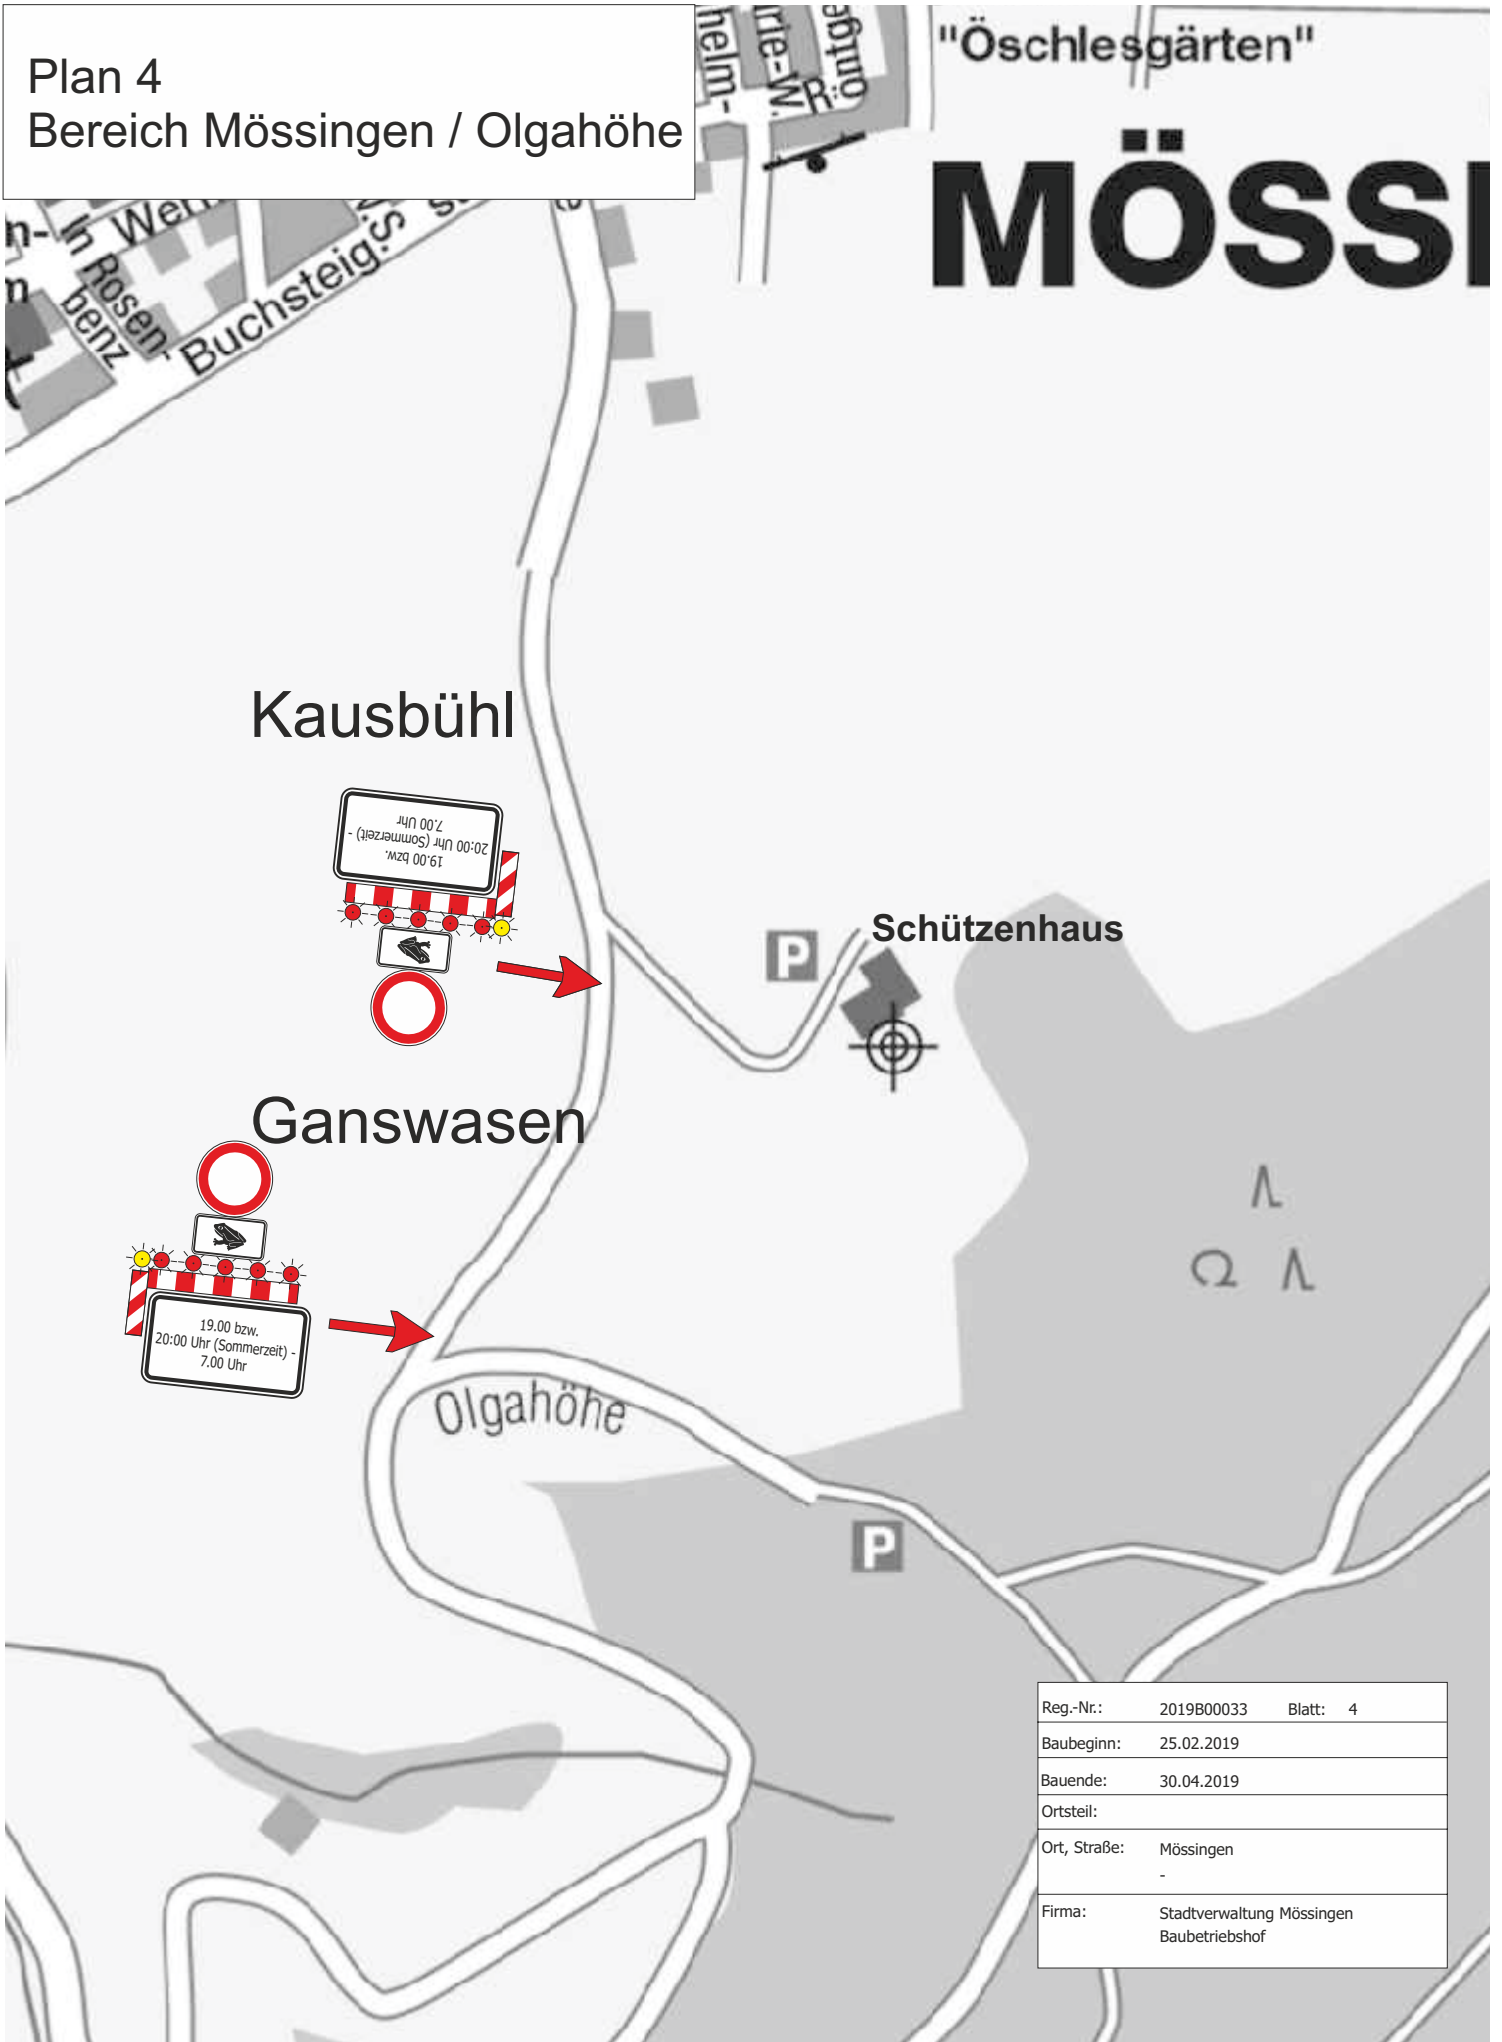 Plan 4
Bereich Mössingen / Olgahöhe
"Öschlesgärten"
MÖSSI
In Rosen-
benz
Buchsteig.
Kausbühl
19.00 bzw.
20:00 Uhr (Sommerzeit) -
7.00 Uhr
P
Schützenhaus
Ganswasen
19.00 bzw.
20:00 Uhr (Sommerzeit) -
7.00 Uhr
Olgahöhe
P
Reg.-Nr.: 2019B00033 Blatt: 4
Baubeginn: 25.02.2019
Bauende: 30.04.2019
Ortsteil:
Ort, Straße: Mössingen
-
Firma: Stadtverwaltung Mössingen
Baubetriebshof